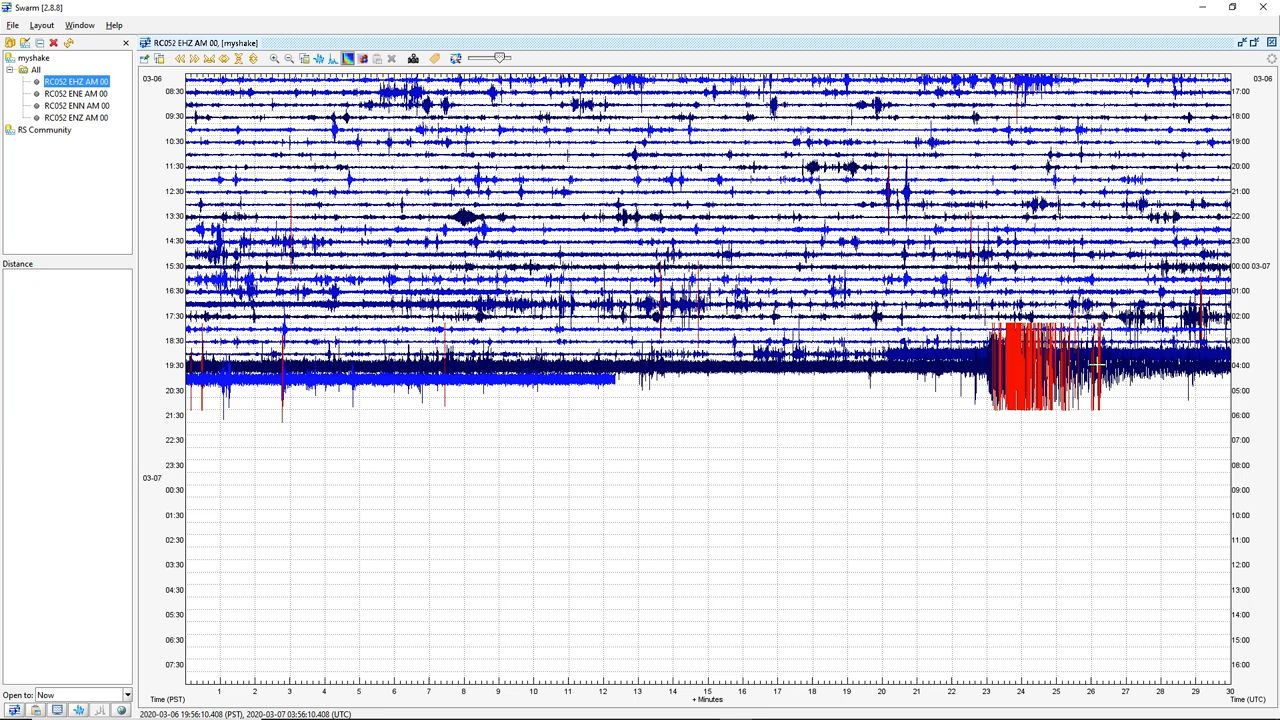 Swarm [2.8.8]
File Layout Window Help
RC052 EHZ AM 00, [myshake]
myshake
All
RC052 EHZ AM 00
RC052 ENE AM 00
RC052 ENN AM 00
RC052 ENZ AM 00
RS Community
Distance
Open to: Now
03-06 03-06
08:30 17:00
09:30 18:00
10:30 19:00
11:30 20:00
12:30 21:00
13:30 22:00
14:30 23:00
15:30 00:00 03-07
16:30 01:00
17:30 02:00
18:30 03:00
19:30 04:00
20:30 05:00
21:30 06:00
22:30 07:00
23:30 08:00
03-07
00:30 09:00
01:30 10:00
02:30 11:00
03:30 12:00
04:30 13:00
05:30 14:00
06:30 15:00
07:30 16:00
1 2 3 4 5 6 7 8 9 10 11 12 13 14 15 16 17 18 19 20 21 22 23 24 25 26 27 28 29 30
Time (PST) + Minutes Time (UTC)
2020-03-06 19:56:10.408 (PST), 2020-03-07 03:56:10.408 (UTC)